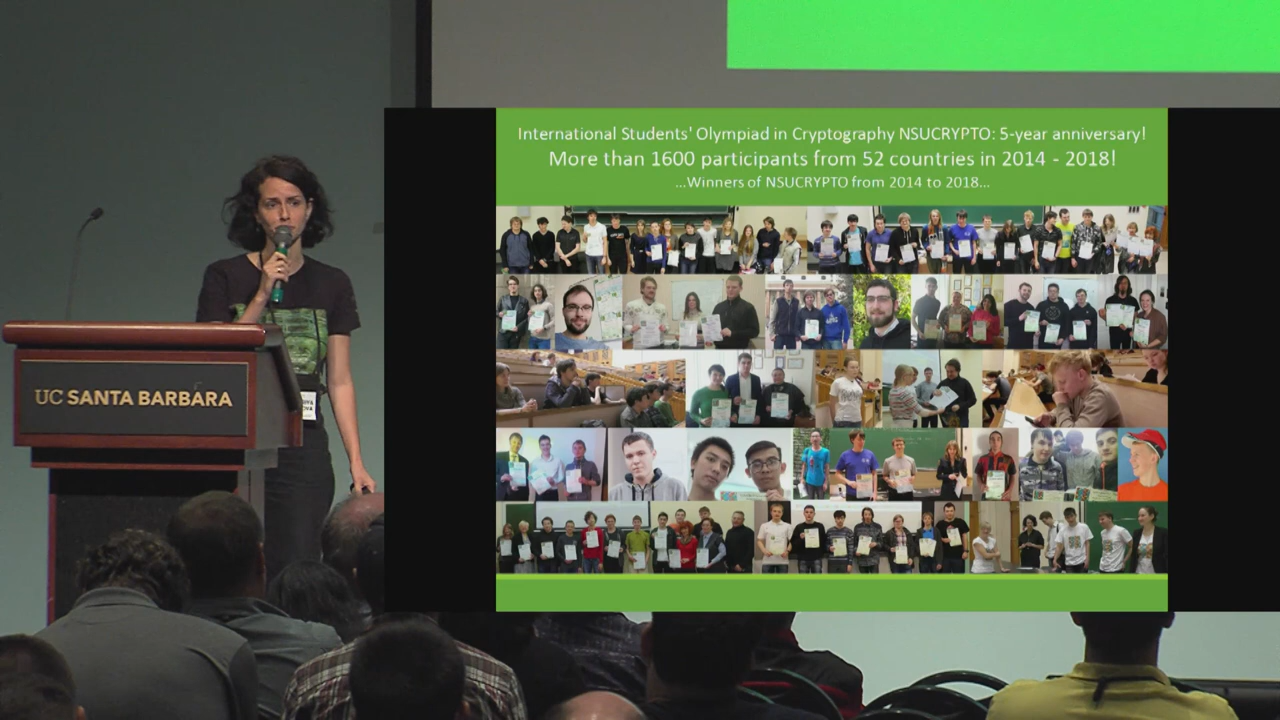 International Students' Olympiad in Cryptography NSUCRYPTO: 5-year anniversary!
More than 1600 participants from 52 countries in 2014 - 2018!
...Winners of NSUCRYPTO from 2014 to 2018...
UC SANTA BARBARA